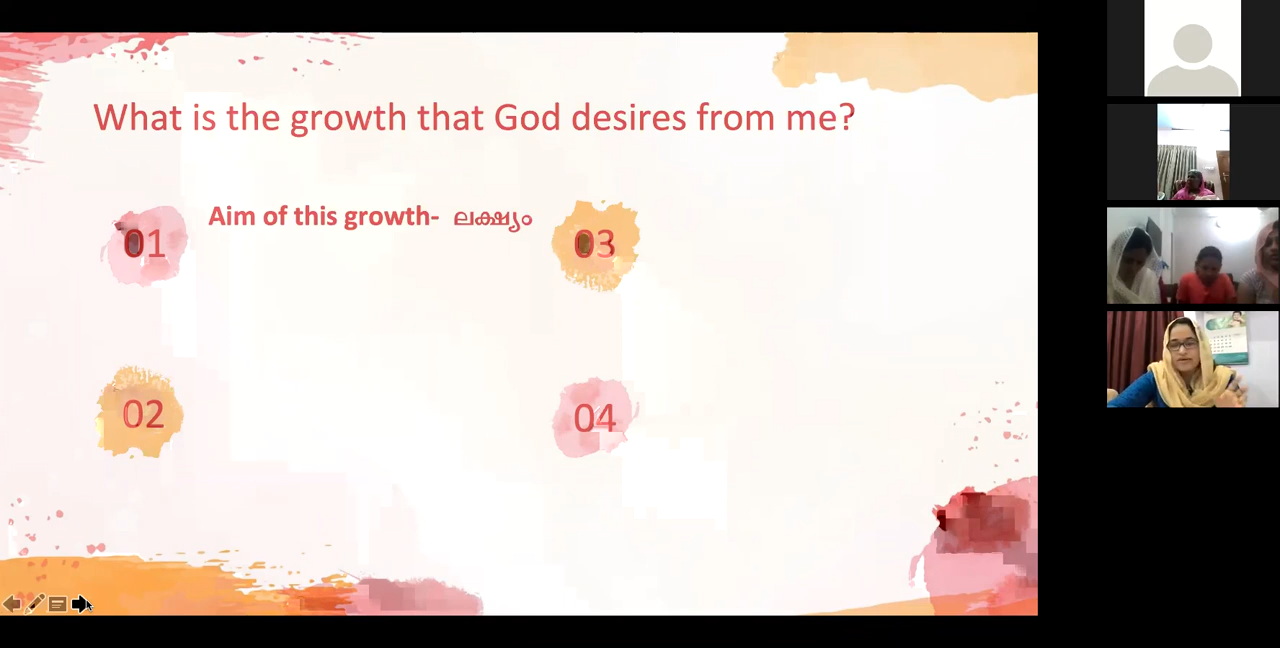 What is the growth that God desires from me?
01
Aim of this growth- ലക്ഷ്യം
03
02
04